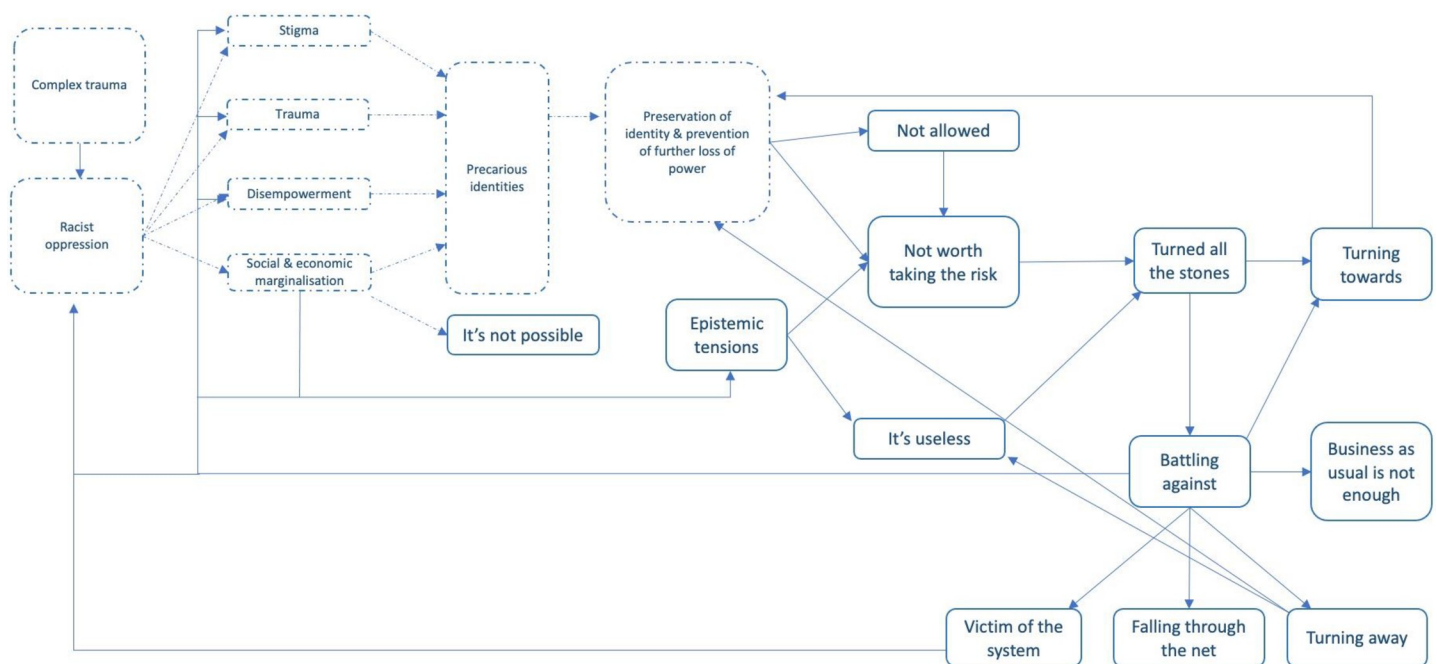 Complex trauma
Racist
oppression
Stigma
Trauma
Disempowerment
Social & economic
marginalisation
Precarious
identities
It's not possible
Preservation of
identity & prevention
of further loss of
power
Epistemic
tensions
Not allowed
Not worth
taking the risk
It's useless
Turned all
the stones
Turning
towards
Battling
against
Business as
usual is not
enough
Victim of the
system
Falling through
the net
Turning away